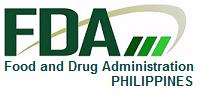 FDA
Food and Drug Administration
PHILIPPINES